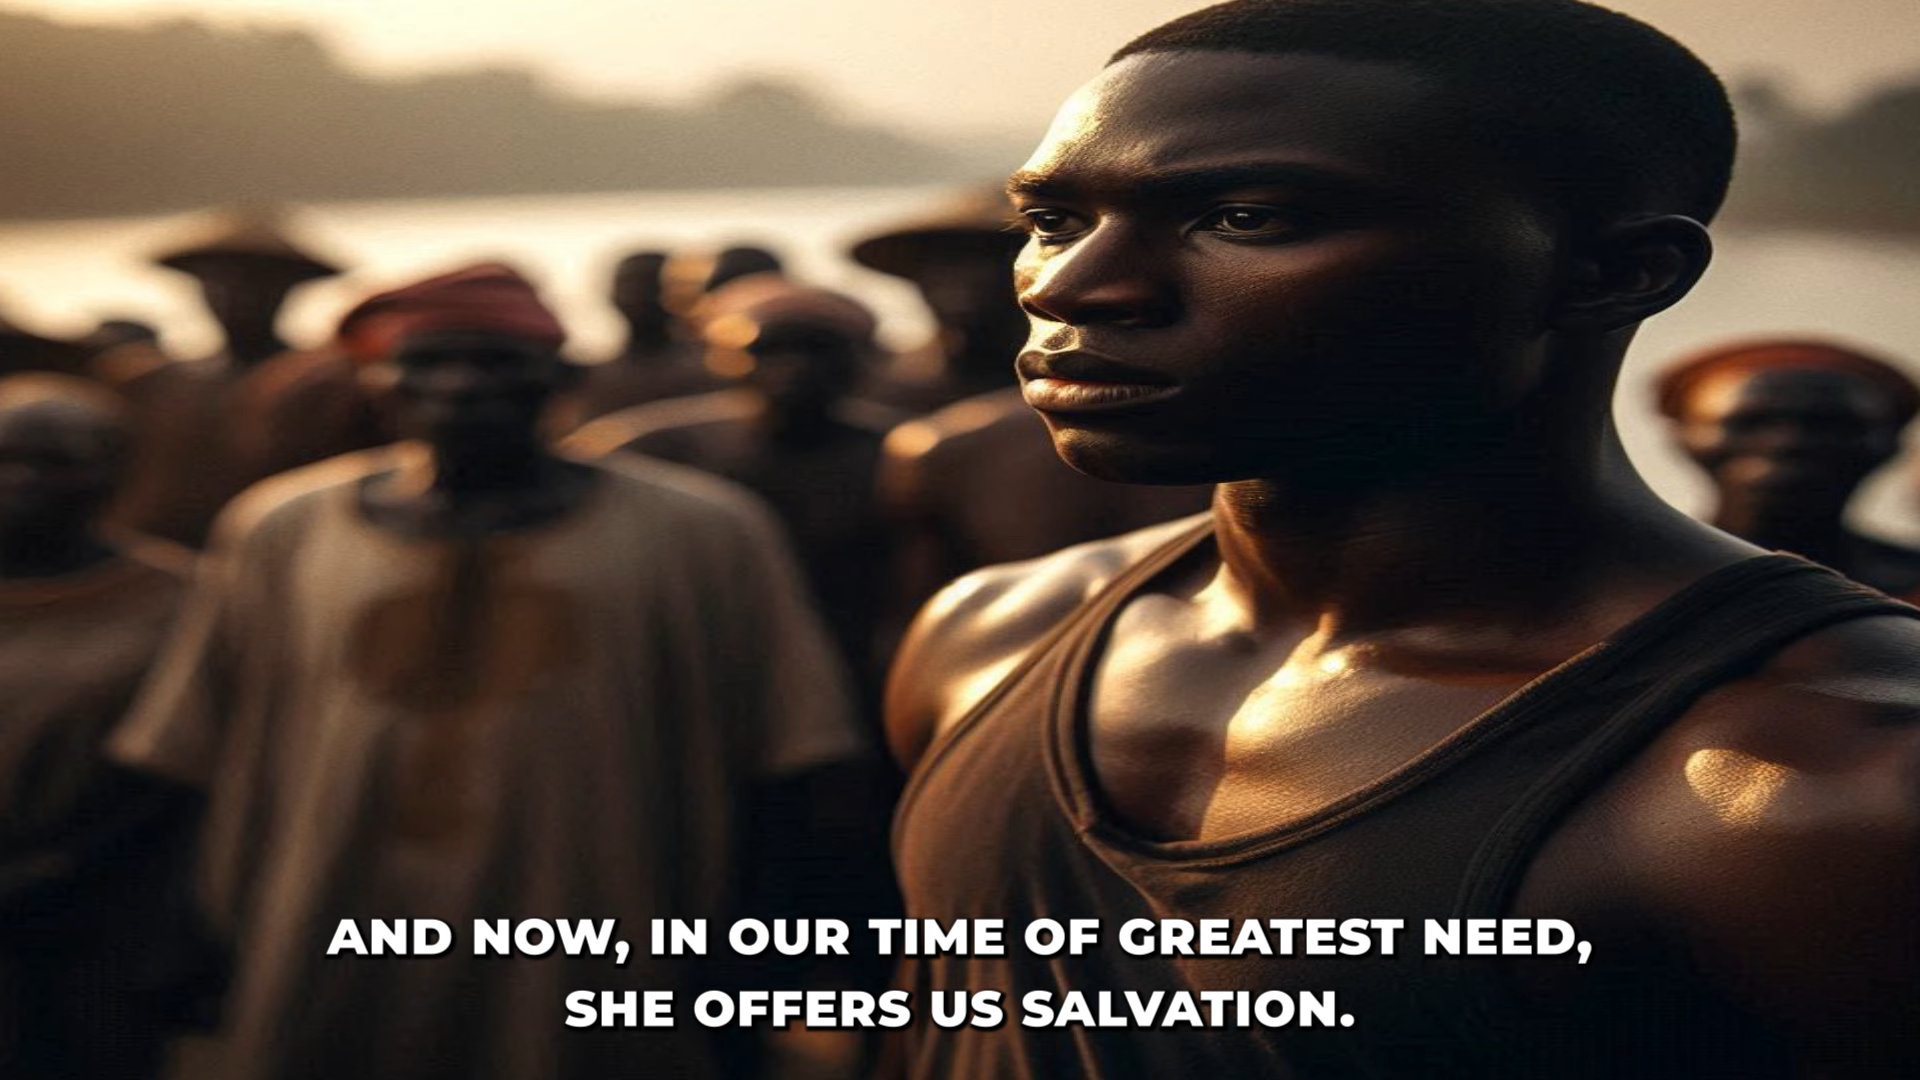 AND NOW, IN OUR TIME OF GREATEST NEED,
SHE OFFERS US SALVATION.